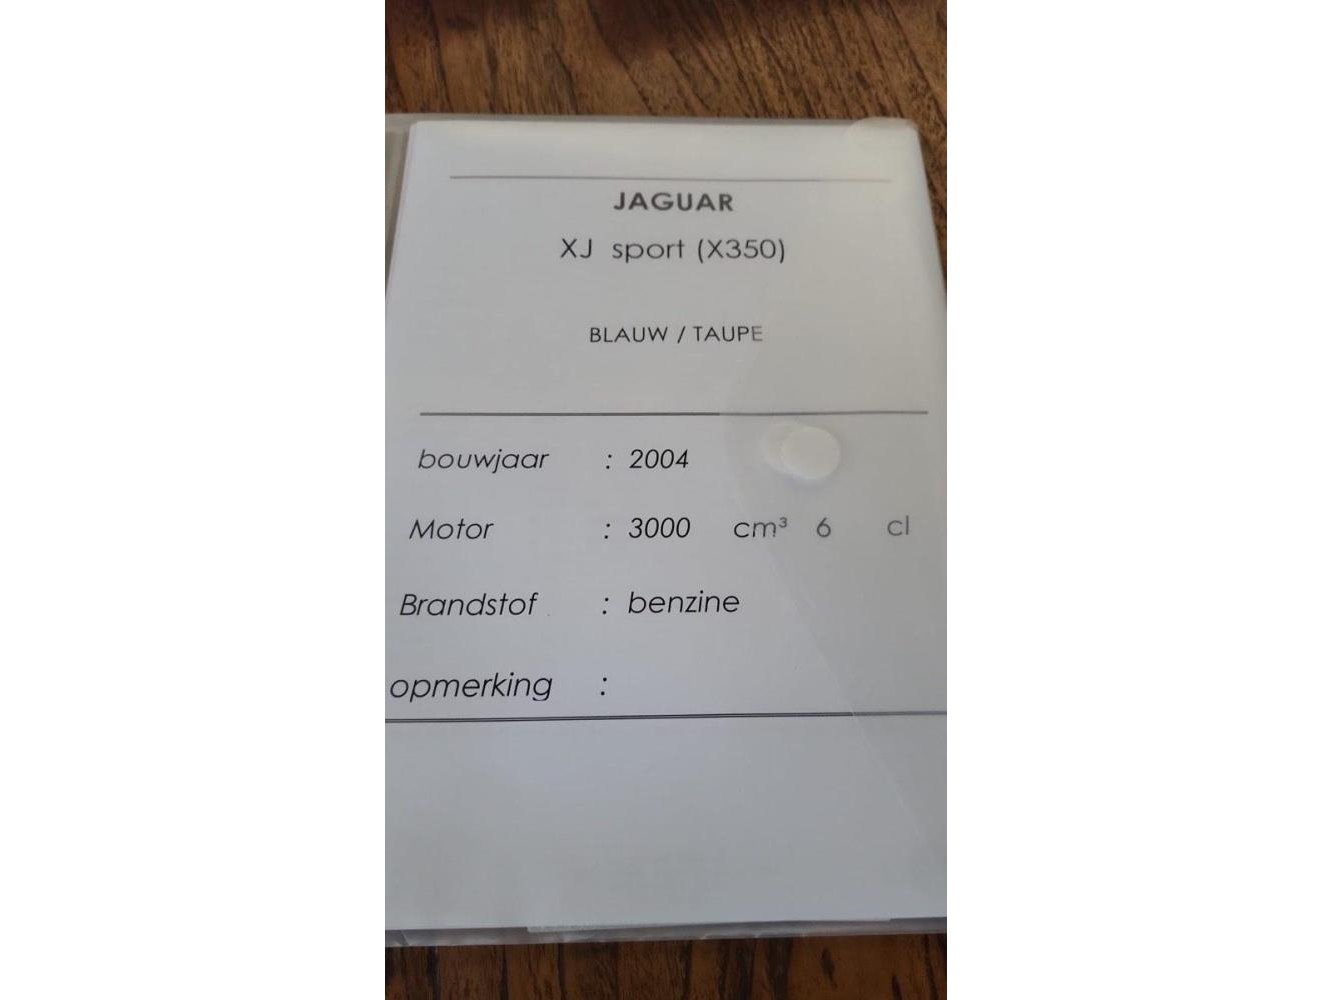 JAGUAR
XJ sport (X350)
BLAUW / TAUPE
bouwjaar : 2004
Motor : 3000 cm³ 6 cl
Brandstof : benzine
opmerking :